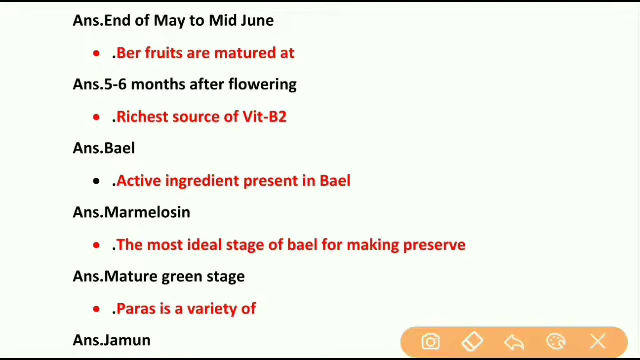 Ans.End of May to Mid June
• .Ber fruits are matured at
Ans.5-6 months after flowering
• .Richest source of Vit-B2
Ans.Bael
• .Active ingredient present in Bael
Ans.Marmelosin
• .The most ideal stage of bael for making preserve
Ans.Mature green stage
• .Paras is a variety of
Ans.Jamun